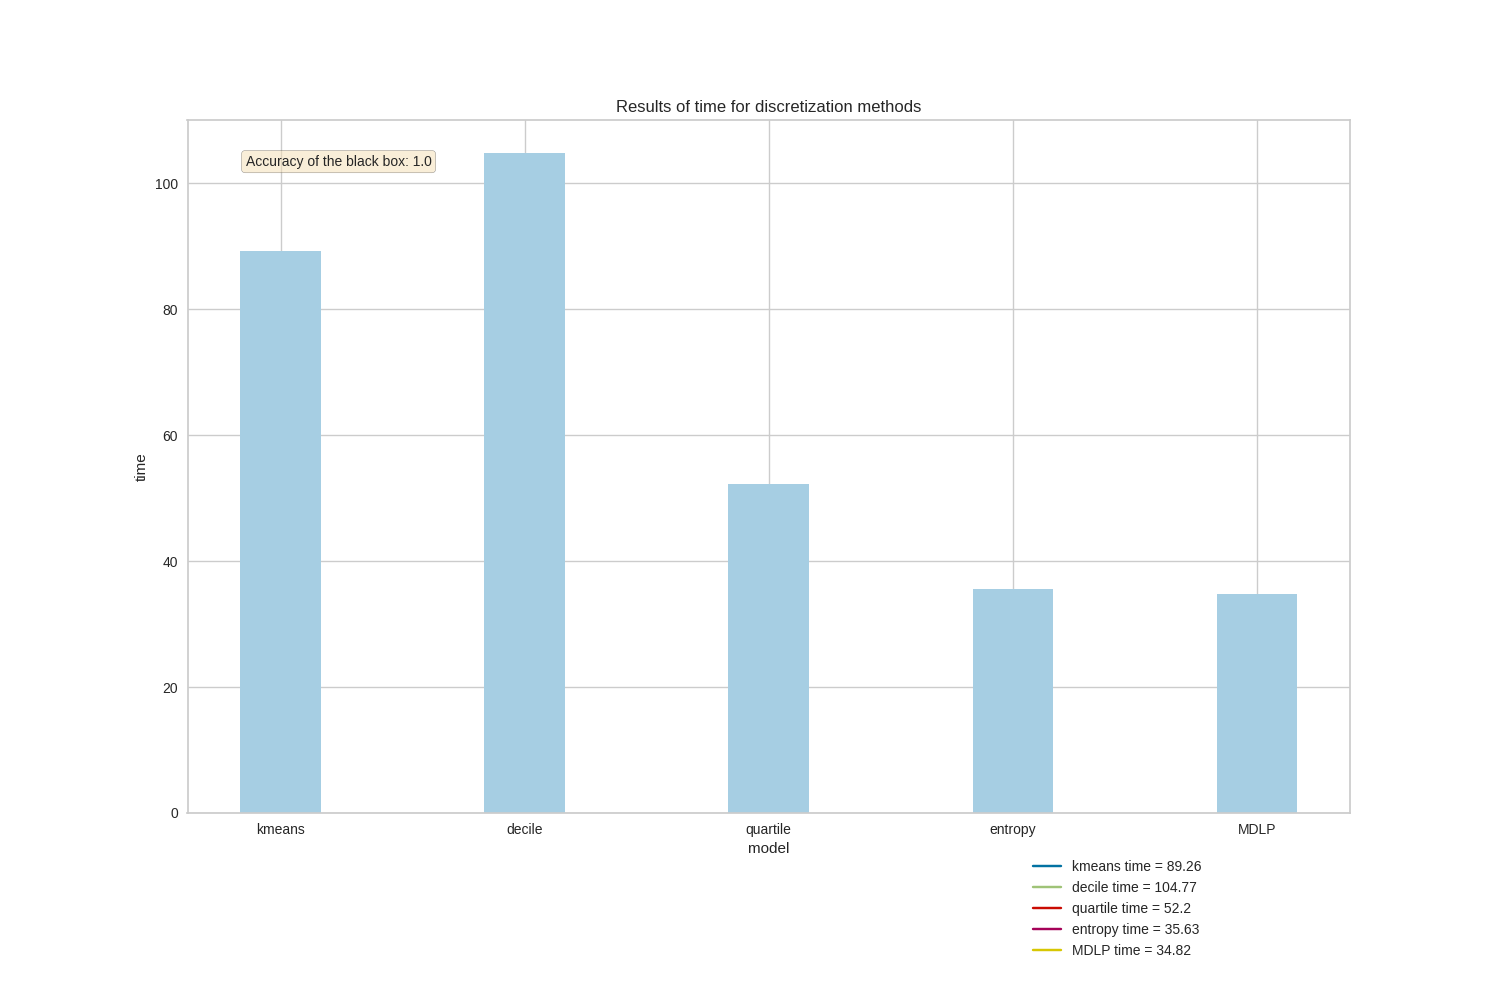 Results of time for discretization methods
Accuracy of the black box: 1.0
100
80
60
40
20
0
time
kmeans decile quartile entropy MDLP
model
kmeans time = 89.26
decile time = 104.77
quartile time = 52.2
entropy time = 35.63
MDLP time = 34.82